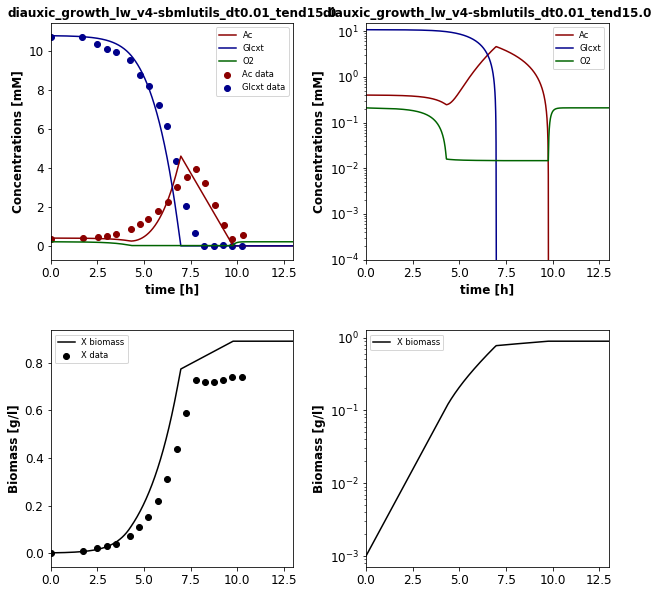 diauxic_growth_lw_v4-sbmlutils_dt0.01_tend15.0
diauxic_growth_lw_v4-sbmlutils_dt0.01_tend15.0
Concentrations [mM]
10
8
6
4
2
0
Ac
Glcxt
O2
Ac data
Glcxt data
0.0 2.5 5.0 7.5 10.0 12.5
time [h]
Concentrations [mM]
10^1
10^0
10^-1
10^-2
10^-3
10^-4
Ac
Glcxt
O2
0.0 2.5 5.0 7.5 10.0 12.5
time [h]
Biomass [g/l]
0.8
0.6
0.4
0.2
0.0
X biomass
X data
0.0 2.5 5.0 7.5 10.0 12.5
Biomass [g/l]
10^0
10^-1
10^-2
10^-3
X biomass
0.0 2.5 5.0 7.5 10.0 12.5